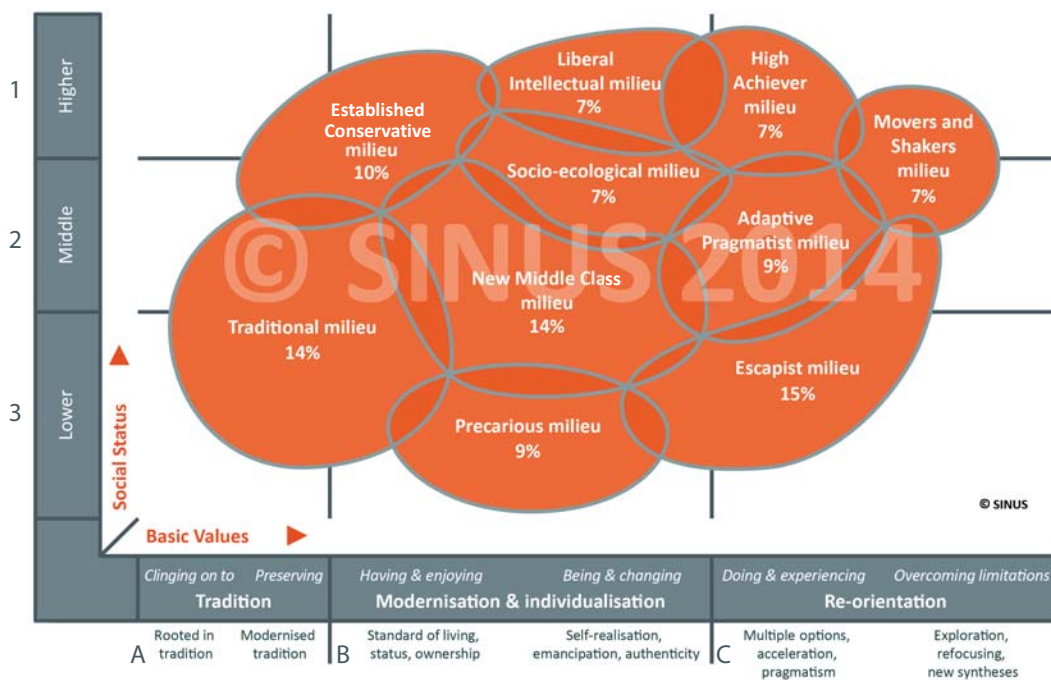 1
Higher
2
Middle
3
Lower
Social Status
Basic Values
Liberal
Intellectual milieu
7%
High
Achiever
milieu
7%
Established
Conservative
milieu
10%
Movers and
Shakers
milieu
7%
Socio-ecological milieu
7%
Adaptive
Pragmatist milieu
9%
© SINUS 2014
New Middle Class
milieu
14%
Traditional milieu
14%
Escapist milieu
15%
Precarious milieu
9%
© SINUS
Clinging on to Preserving
Tradition
Having & enjoying Being & changing
Modernisation & individualisation
Doing & experiencing Overcoming limitations
Re-orientation
A
Rooted in
tradition
Modernised
tradition
B
Standard of living,
status, ownership
Self-realisation,
emancipation, authenticity
C
Multiple options,
acceleration,
pragmatism
Exploration,
refocusing,
new syntheses